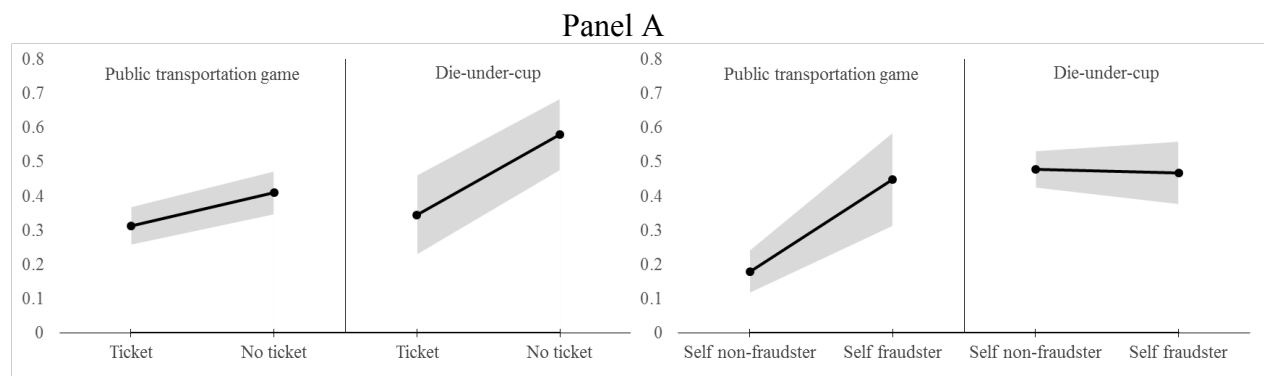 Panel A
0.8
0.7
0.6
0.5
0.4
0.3
0.2
0.1
0
Public transportation game
Die-under-cup
Ticket
No ticket
Ticket
No ticket
0.8
0.7
0.6
0.5
0.4
0.3
0.2
0.1
0
Public transportation game
Die-under-cup
Self non-fraudster
Self fraudster
Self non-fraudster
Self fraudster